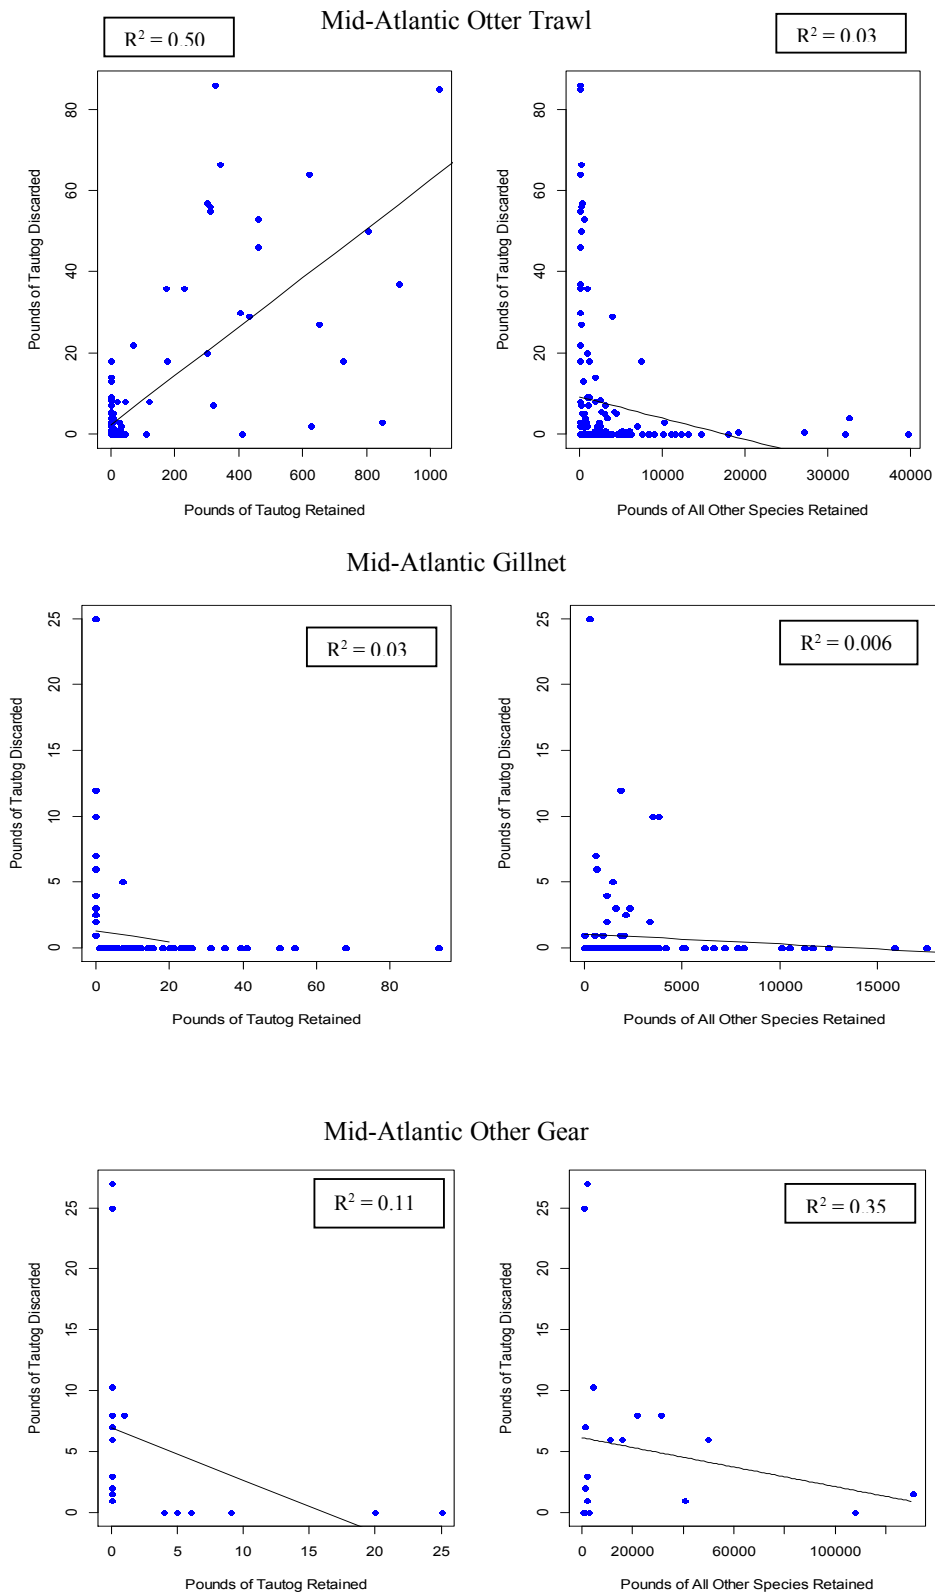 Mid-Atlantic Otter Trawl
R² = 0.50
R² = 0.03
Pounds of Tautog Discarded
0 20 40 60 80
0 200 400 600 800 1000
Pounds of Tautog Retained
Pounds of Tautog Discarded
0 20 40 60 80
0 10000 20000 30000 40000
Pounds of All Other Species Retained
Mid-Atlantic Gillnet
R² = 0.03
R² = 0.006
Pounds of Tautog Discarded
0 5 10 15 20 25
0 20 40 60 80
Pounds of Tautog Retained
Pounds of Tautog Discarded
0 5 10 15 20 25
0 5000 10000 15000
Pounds of All Other Species Retained
Mid-Atlantic Other Gear
R² = 0.11
R² = 0.35
Pounds of Tautog Discarded
0 5 10 15 20 25
0 5 10 15 20 25
Pounds of Tautog Retained
Pounds of Tautog Discarded
0 5 10 15 20 25
0 20000 60000 100000
Pounds of All Other Species Retained